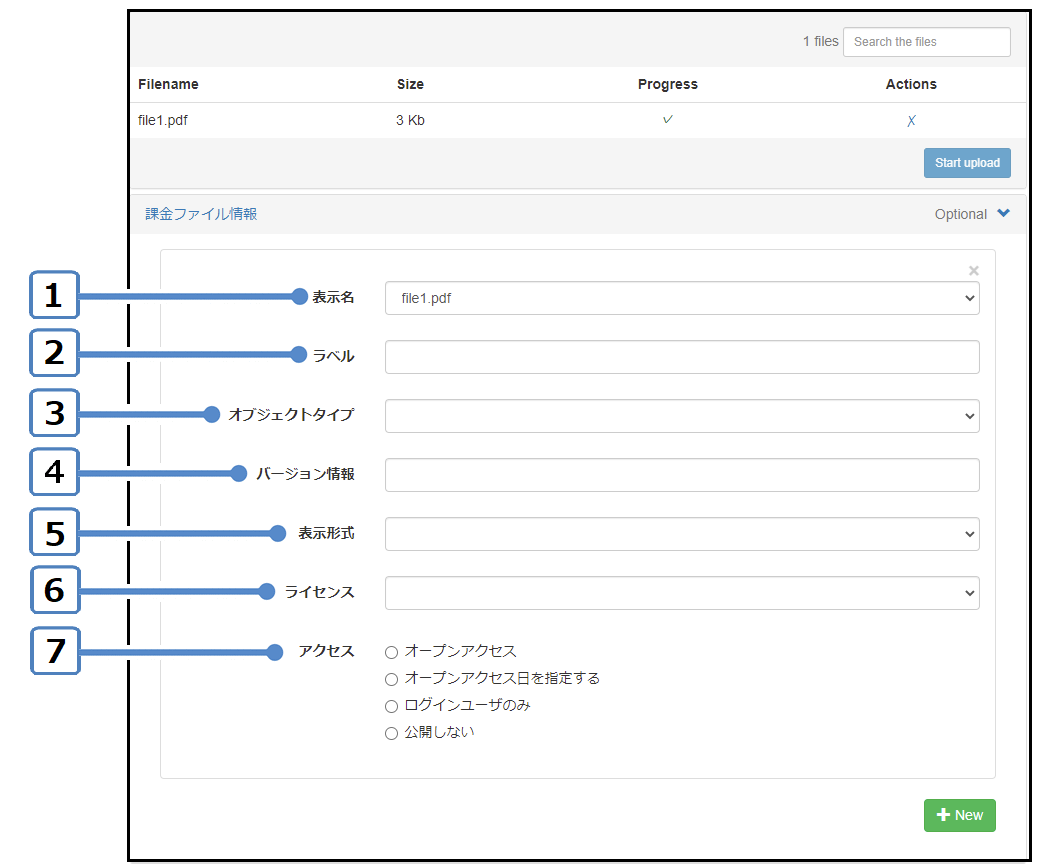 1 files Search the files
Filename Size Progress Actions
file1.pdf 3 Kb ✓ ✗
Start upload
課金ファイル情報 Optional
×
1 表示名 file1.pdf
2 ラベル
3 オブジェクトタイプ
4 バージョン情報
5 表示形式
6 ライセンス
7 アクセス オープンアクセス
オープンアクセス日を指定する
ログインユーザのみ
公開しない
+ New